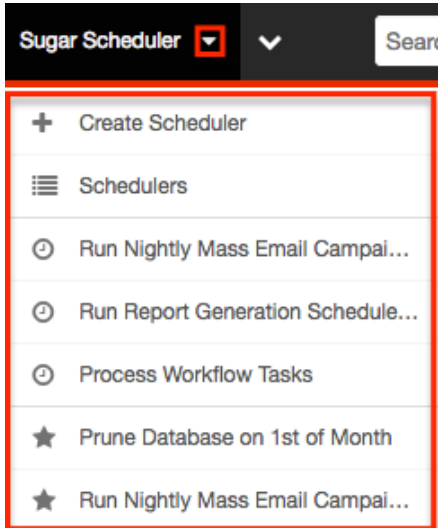 Sugar Scheduler
Sear
Create Scheduler
Schedulers
Run Nightly Mass Email Campai...
Run Report Generation Schedule...
Process Workflow Tasks
Prune Database on 1st of Month
Run Nightly Mass Email Campai...